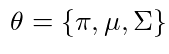 θ = {π, μ, Σ}